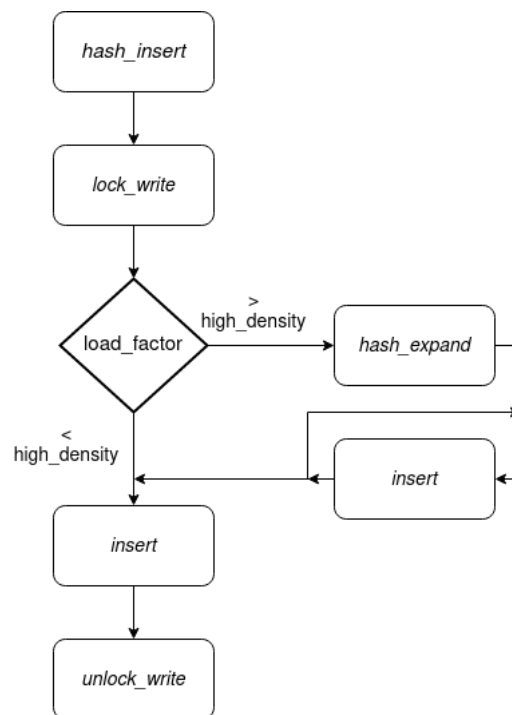 hash_insert
lock_write
load_factor
>
high_density
hash_expand
<
high_density
insert
insert
unlock_write